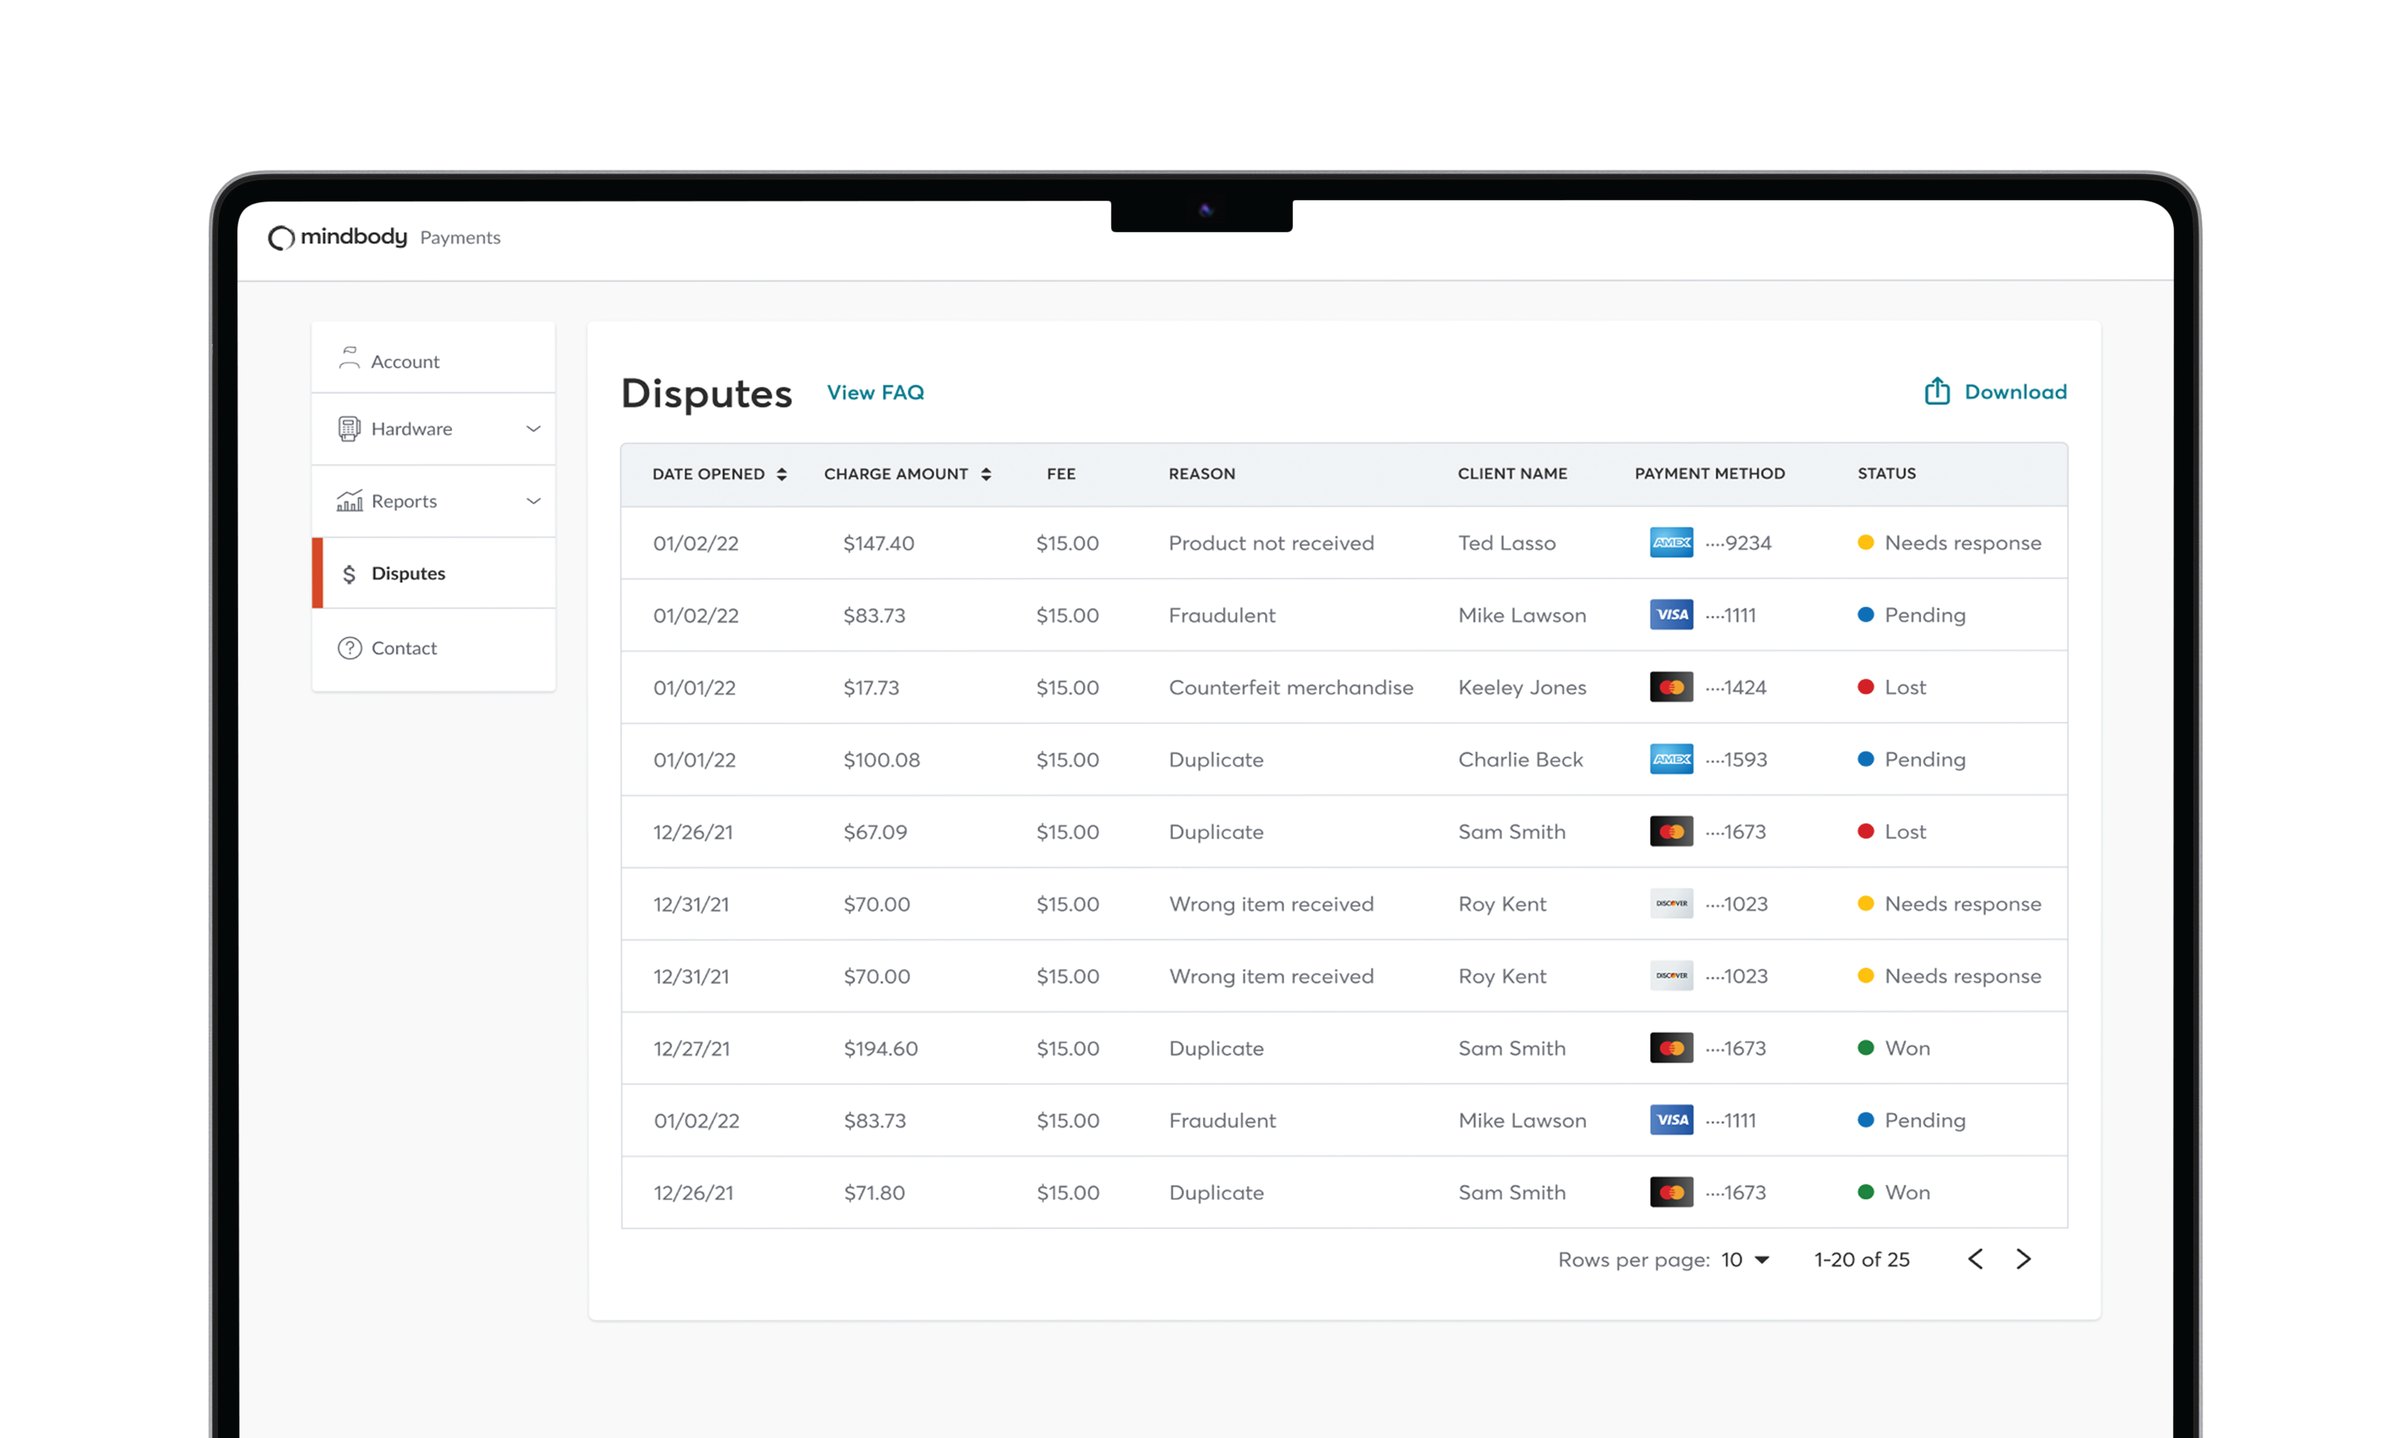 mindbody Payments
Account
Hardware
Reports
$ Disputes
? Contact
Disputes View FAQ Download
DATE OPENED CHARGE AMOUNT FEE REASON CLIENT NAME PAYMENT METHOD STATUS
01/02/22 $147.40 $15.00 Product not received Ted Lasso AMEX ····9234 Needs response
01/02/22 $83.73 $15.00 Fraudulent Mike Lawson VISA ····1111 Pending
01/01/22 $17.73 $15.00 Counterfeit merchandise Keeley Jones ····1424 Lost
01/01/22 $100.08 $15.00 Duplicate Charlie Beck AMEX ····1593 Pending
12/26/21 $67.09 $15.00 Duplicate Sam Smith ····1673 Lost
12/31/21 $70.00 $15.00 Wrong item received Roy Kent DISCOVER ····1023 Needs response
12/31/21 $70.00 $15.00 Wrong item received Roy Kent DISCOVER ····1023 Needs response
12/27/21 $194.60 $15.00 Duplicate Sam Smith ····1673 Won
01/02/22 $83.73 $15.00 Fraudulent Mike Lawson VISA ····1111 Pending
12/26/21 $71.80 $15.00 Duplicate Sam Smith ····1673 Won
Rows per page: 10 1-20 of 25